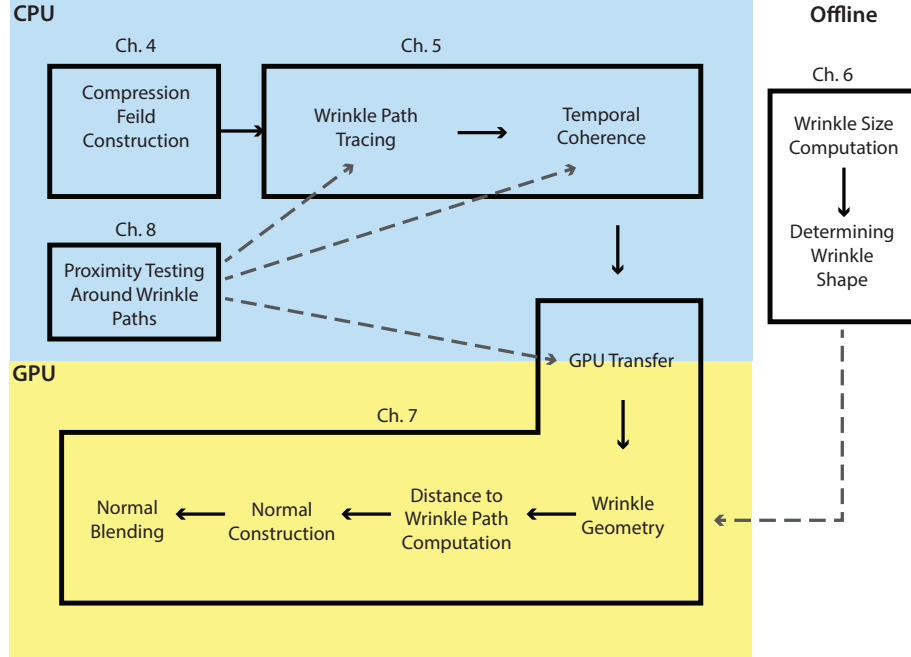 CPU
Offline
Ch. 4
Ch. 5
Ch. 6
Compression
Feild
Construction
Wrinkle Path
Tracing
Temporal
Coherence
Wrinkle Size
Computation
Determining
Wrinkle
Shape
Ch. 8
Proximity Testing
Around Wrinkle
Paths
GPU Transfer
GPU
Ch. 7
Normal
Blending
Normal
Construction
Distance to
Wrinkle Path
Computation
Wrinkle
Geometry